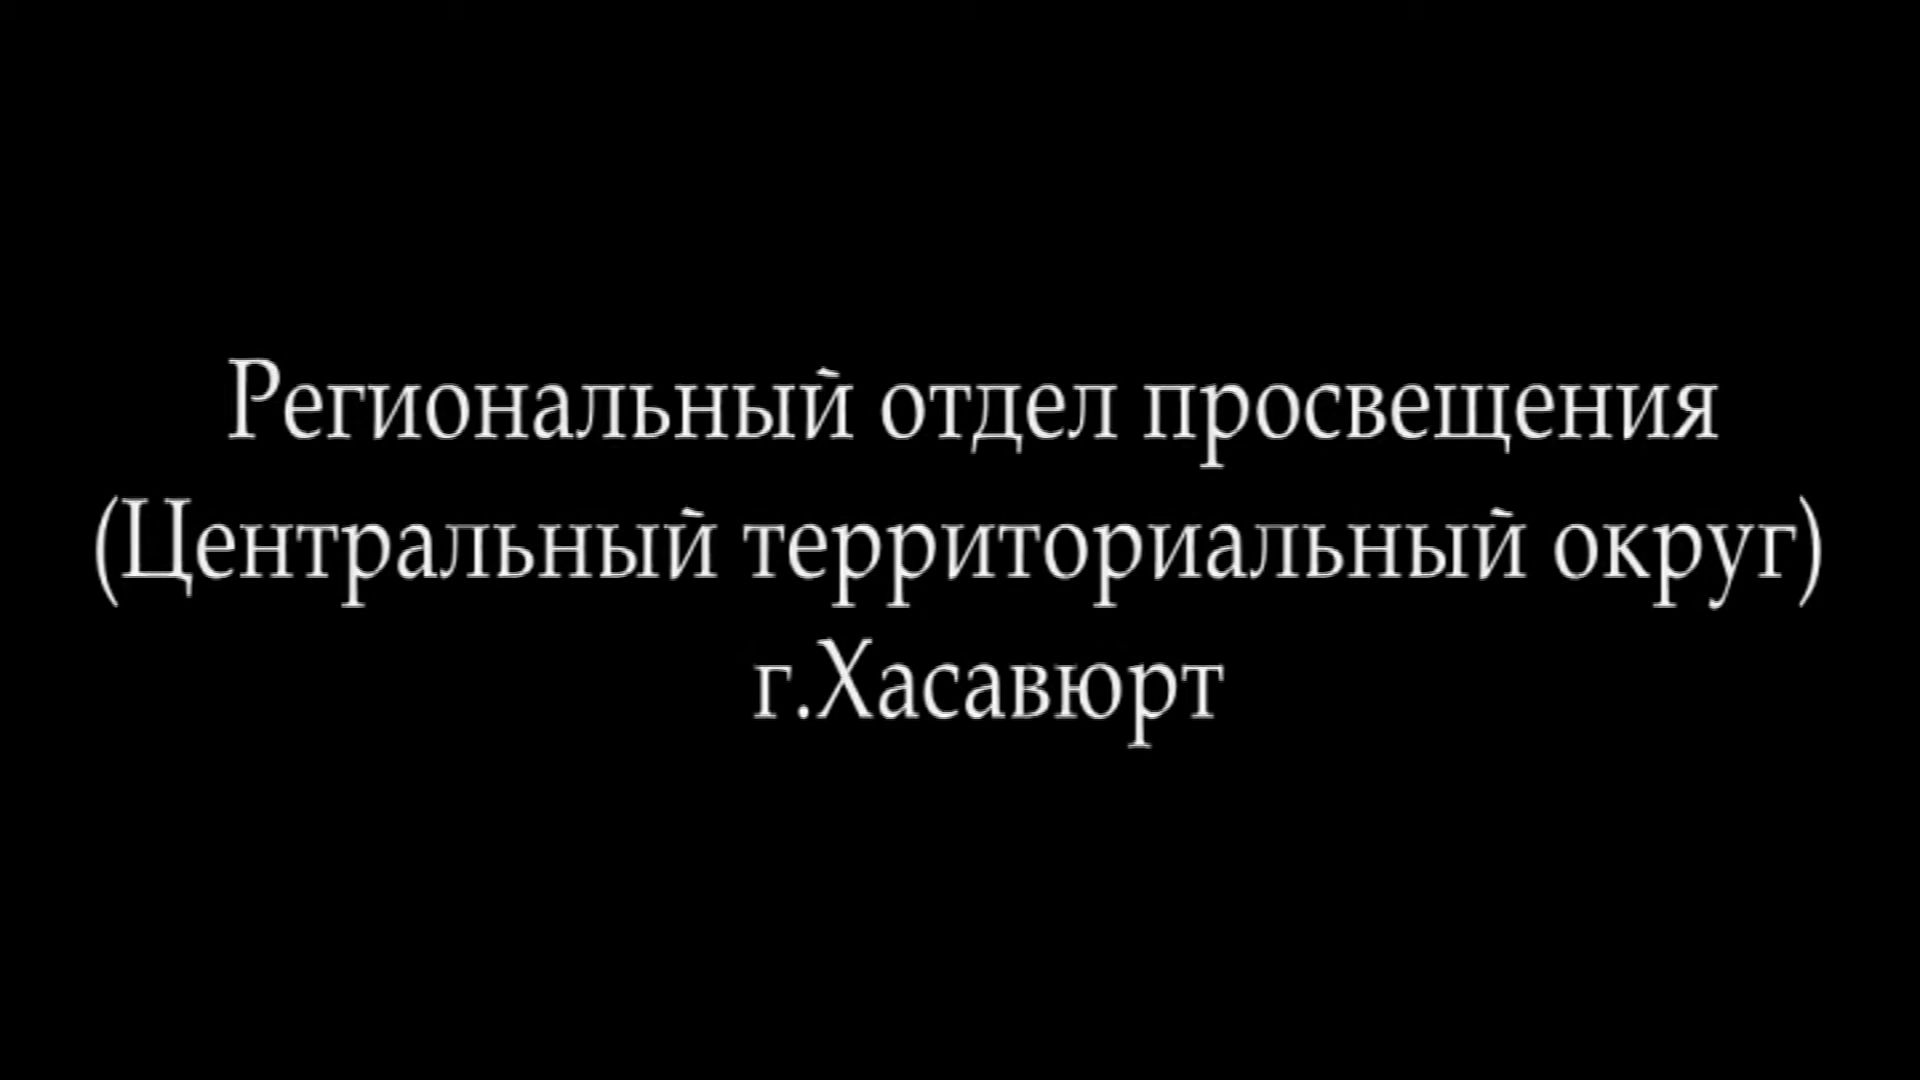 Региональный отдел просвещения
(Центральный территориальный округ)
г.Хасавюрт